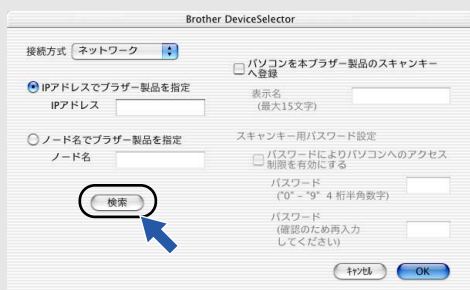 Brother DeviceSelector
接続方式 ネットワーク
IPアドレスでブラザー製品を指定
IPアドレス
ノード名でブラザー製品を指定
ノード名
検索
パソコンを本ブラザー製品のスキャンキー
へ登録
表示名
(最大15文字)
スキャンキー用パスワード設定
パスワードによりパソコンへのアクセス
制限を有効にする
パスワード
("0" – "9" 4 桁半角数字)
パスワード
(確認のため再入力
してください)
キャンセル
OK